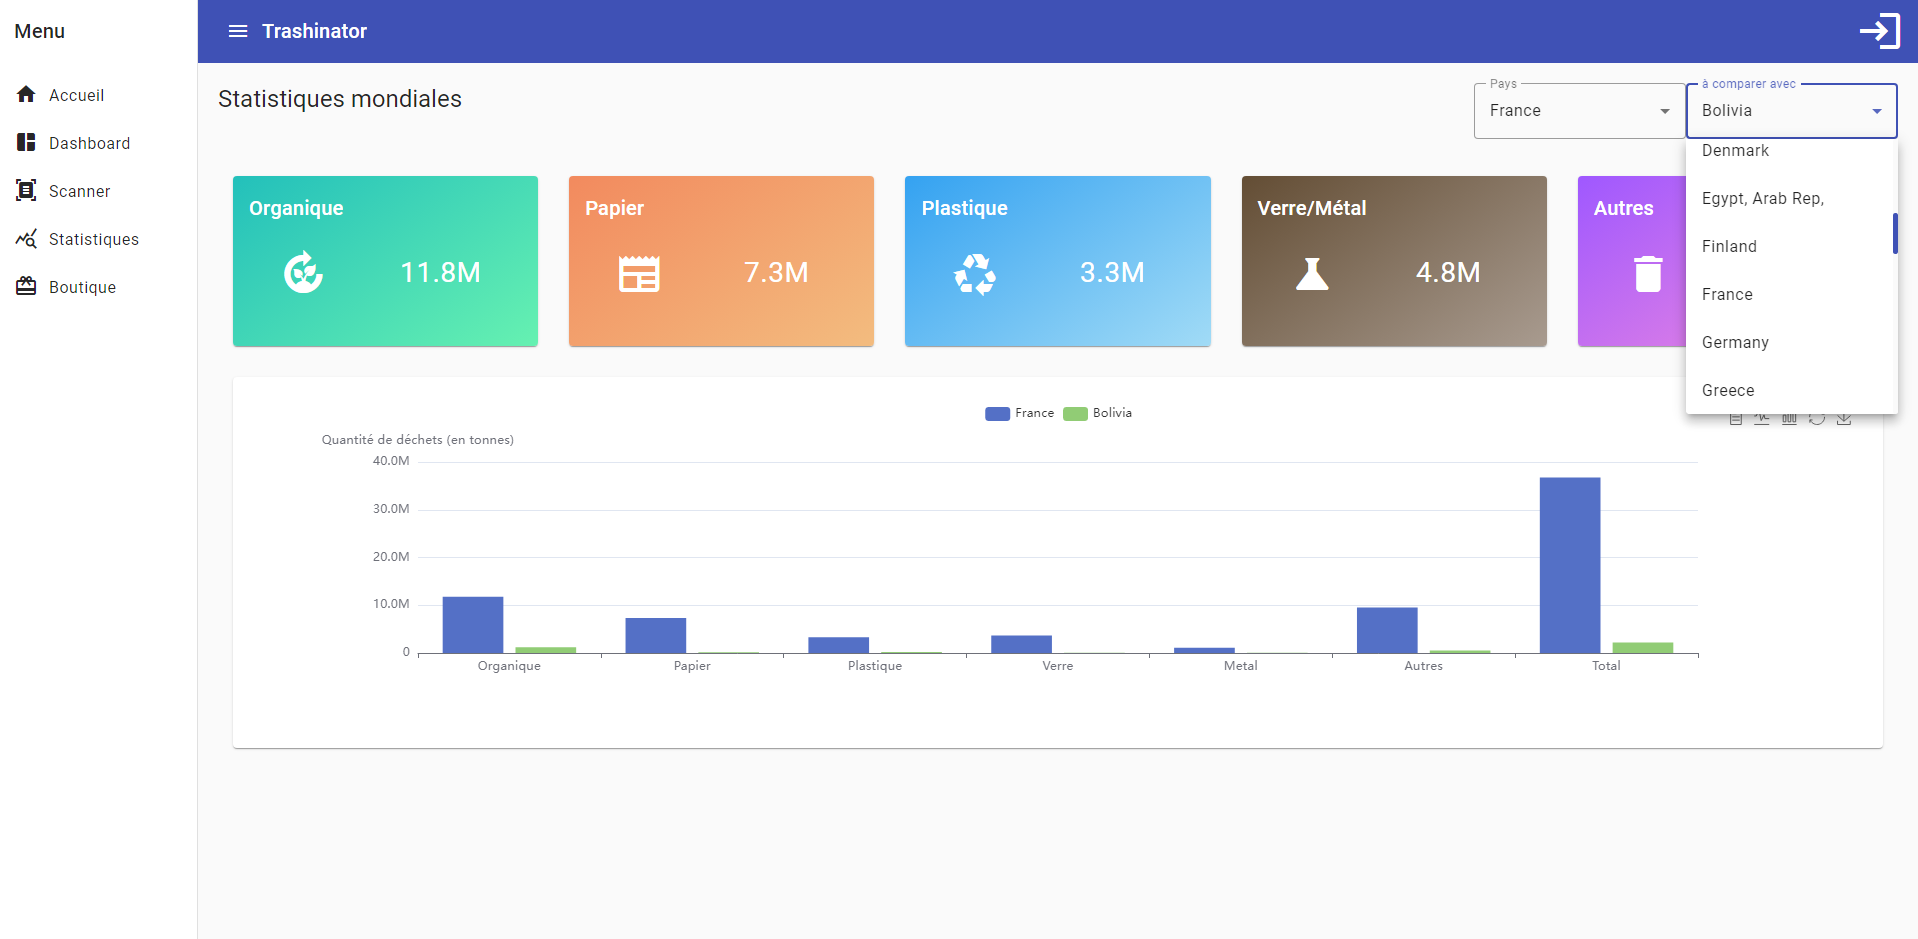 Menu
Trashinator
Accueil
Dashboard
Scanner
Statistiques
Boutique
Statistiques mondiales
Pays
France
à comparer avec
Bolivia
Denmark
Egypt, Arab Rep,
Finland
France
Germany
Greece
Organique
11.8M
Papier
7.3M
Plastique
3.3M
Verre/Métal
4.8M
Autres
France Bolivia
Quantité de déchets (en tonnes)
40.0M
30.0M
20.0M
10.0M
0
Organique Papier Plastique Verre Metal Autres Total